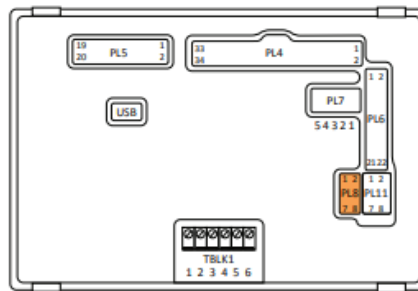 19 1
20 PL5 2
33 1
34 PL4 2
USB
PL7
5 4 3 2 1
1 2
PL6
21 22
1 2
PL8
7 8
1 2
PL11
7 8
TBLK1
1 2 3 4 5 6